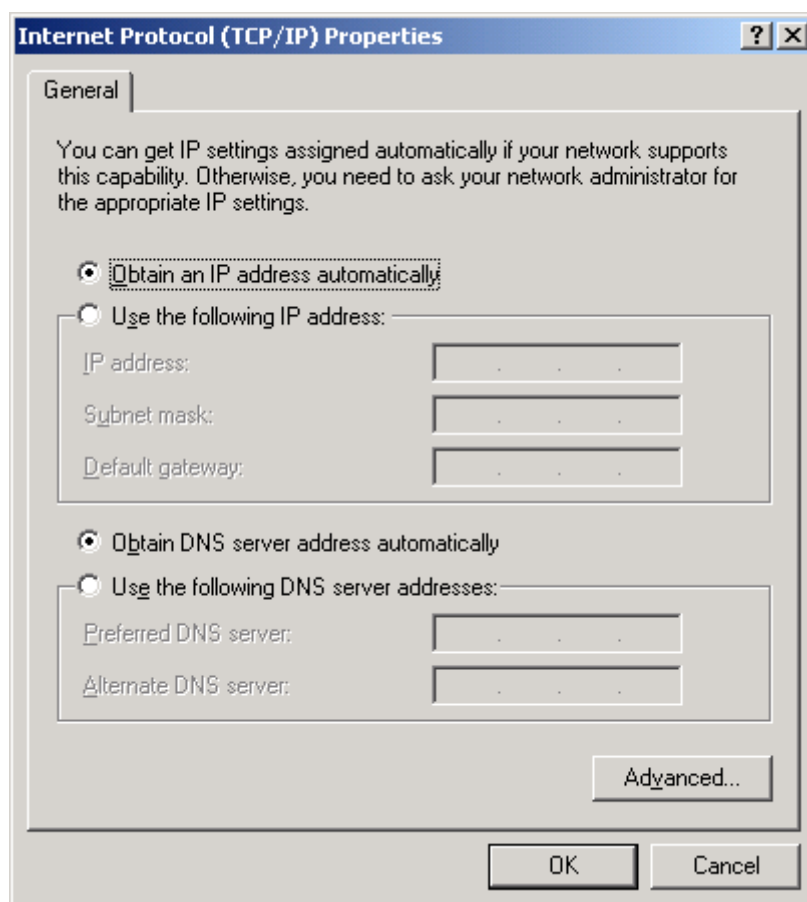 Internet Protocol (TCP/IP) Properties
General
You can get IP settings assigned automatically if your network supports
this capability. Otherwise, you need to ask your network administrator for
the appropriate IP settings.
Obtain an IP address automatically
Use the following IP address:
IP address:
Subnet mask:
Default gateway:
Obtain DNS server address automatically
Use the following DNS server addresses:
Preferred DNS server:
Alternate DNS server:
Advanced...
OK
Cancel